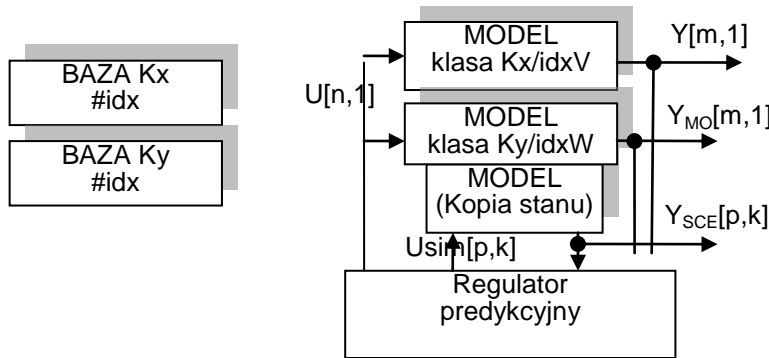 BAZA Kx
#idx
BAZA Ky
#idx
MODEL
klasa Kx/idxV
Y[m,1]
U[n,1]
MODEL
klasa Ky/idxW
YMO[m,1]
MODEL
(Kopia stanu)
YSCE[p,k]
Usim[p,k]
Regulator
predykcyjny